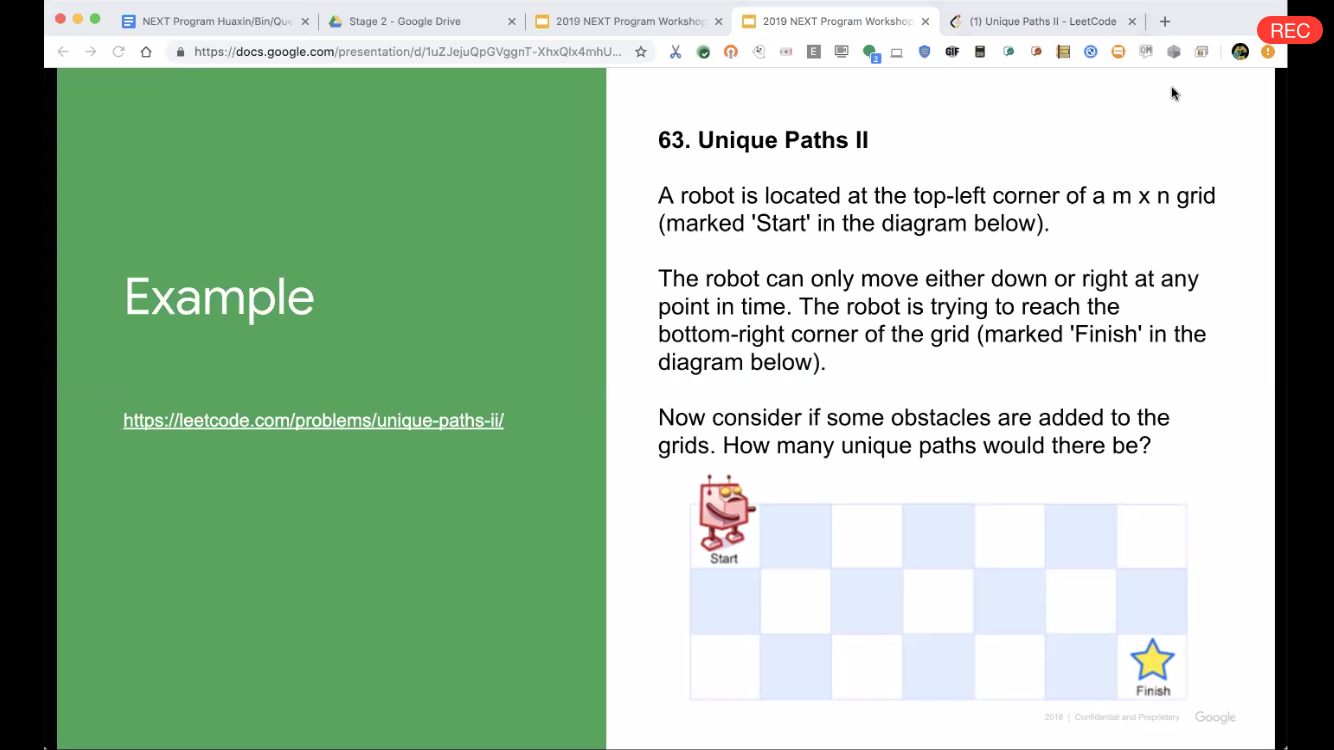 NEXT Program Huaxin/Bin/Que
Stage 2 - Google Drive
2019 NEXT Program Workshop
2019 NEXT Program Workshop
(1) Unique Paths II - LeetCode
REC
https://docs.google.com/presentation/d/1uZJejuQpGVggnT-XhxQIx4mhU...
E
2
GIF
QM
Example
https://leetcode.com/problems/unique-paths-ii/
63. Unique Paths II
A robot is located at the top-left corner of a m x n grid
(marked 'Start' in the diagram below).
The robot can only move either down or right at any
point in time. The robot is trying to reach the
bottom-right corner of the grid (marked 'Finish' in the
diagram below).
Now consider if some obstacles are added to the
grids. How many unique paths would there be?
Start
Finish
2018 | Confidential and Proprietary
Google